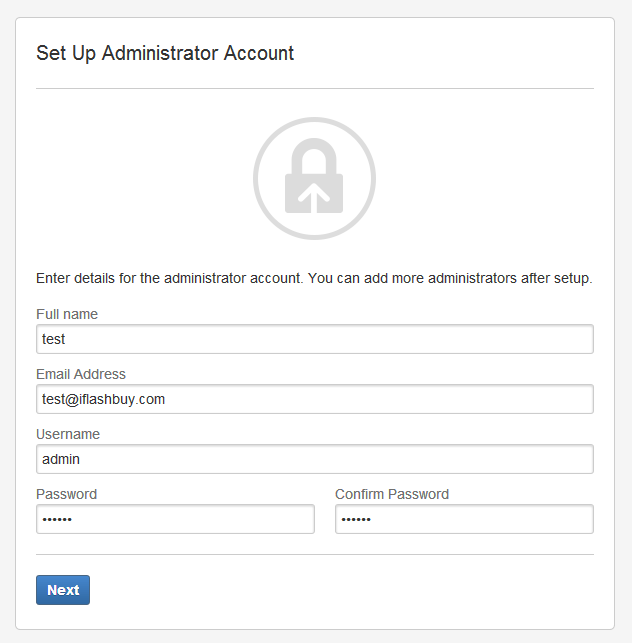 Set Up Administrator Account
Enter details for the administrator account. You can add more administrators after setup.
Full name
test
Email Address
test@iflashbuy.com
Username
admin
Password
Confirm Password
••••••
••••••
Next